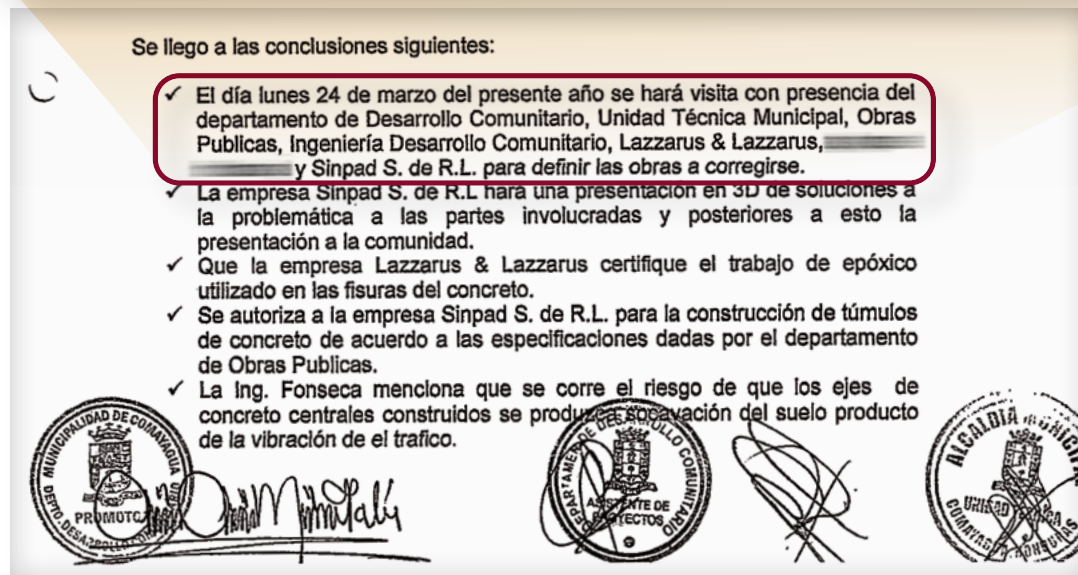 Se llego a las conclusiones siguientes:
✓ El día lunes 24 de marzo del presente año se hará visita con presencia del
departamento de Desarrollo Comunitario, Unidad Técnica Municipal, Obras
Publicas, Ingeniería Desarrollo Comunitario, Lazzarus & Lazzarus,
y Sinpad S. de R.L. para definir las obras a corregirse.
✓ La empresa Sinpad S. de R.L hará una presentación en 3D de soluciones a
la problemática a las partes involucradas y posteriores a esto la
presentación a la comunidad.
✓ Que la empresa Lazzarus & Lazzarus certifique el trabajo de epóxico
utilizado en las fisuras del concreto.
✓ Se autoriza a la empresa Sinpad S. de R.L. para la construcción de túmulos
de concreto de acuerdo a las especificaciones dadas por el departamento
de Obras Publicas.
✓ La Ing. Fonseca menciona que se corre el riesgo de que los ejes de
concreto centrales construidos se produzca socavación del suelo producto
de la vibración de el trafico.
MUNICIPALIDAD DE COMAYAGUA
DEPTO. DESARROLLO
DEPARTAMENTO DE DESARROLLO COMUNITARIO
ALCALDIA
UNIDAD
COMAYAGUA HONDURAS